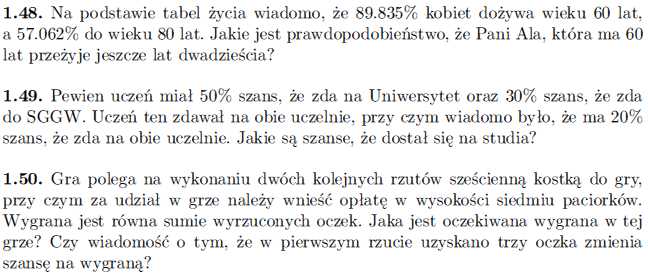 1.48. Na podstawie tabel życia wiadomo, że 89.835% kobiet dożywa wieku 60 lat,
a 57.062% do wieku 80 lat. Jakie jest prawdopodobieństwo, że Pani Ala, która ma 60
lat przeżyje jeszcze lat dwadzieścia?
1.49. Pewien uczeń miał 50% szans, że zda na Uniwersytet oraz 30% szans, że zda
do SGGW. Uczeń ten zdawał na obie uczelnie, przy czym wiadomo było, że ma 20%
szans, że zda na obie uczelnie. Jakie są szanse, że dostał się na studia?
1.50. Gra polega na wykonaniu dwóch kolejnych rzutów sześcienną kostką do gry,
przy czym za udział w grze należy wnieść opłatę w wysokości siedmiu paciorków.
Wygrana jest równa sumie wyrzuconych oczek. Jaka jest oczekiwana wygrana w tej
grze? Czy wiadomość o tym, że w pierwszym rzucie uzyskano trzy oczka zmienia
szansę na wygraną?